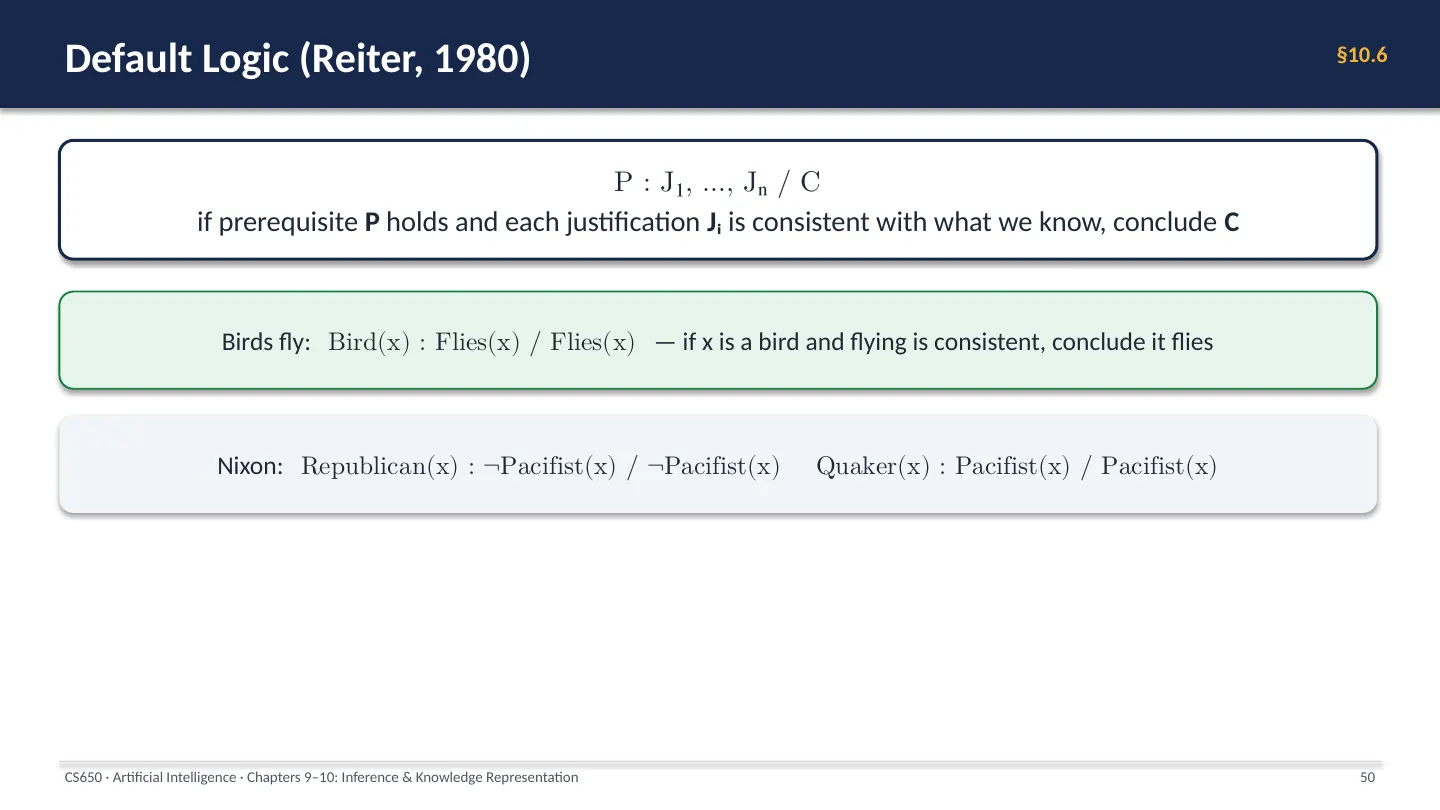 Default Logic (Reiter, 1980)
§10.6
P : J₁, ..., Jₙ / C
if prerequisite P holds and each justification Jᵢ is consistent with what we know, conclude C
Birds fly: Bird(x) : Flies(x) / Flies(x) — if x is a bird and flying is consistent, conclude it flies
Nixon: Republican(x) : ¬Pacifist(x) / ¬Pacifist(x) Quaker(x) : Pacifist(x) / Pacifist(x)
CS650 · Artificial Intelligence · Chapters 9–10: Inference & Knowledge Representation
50